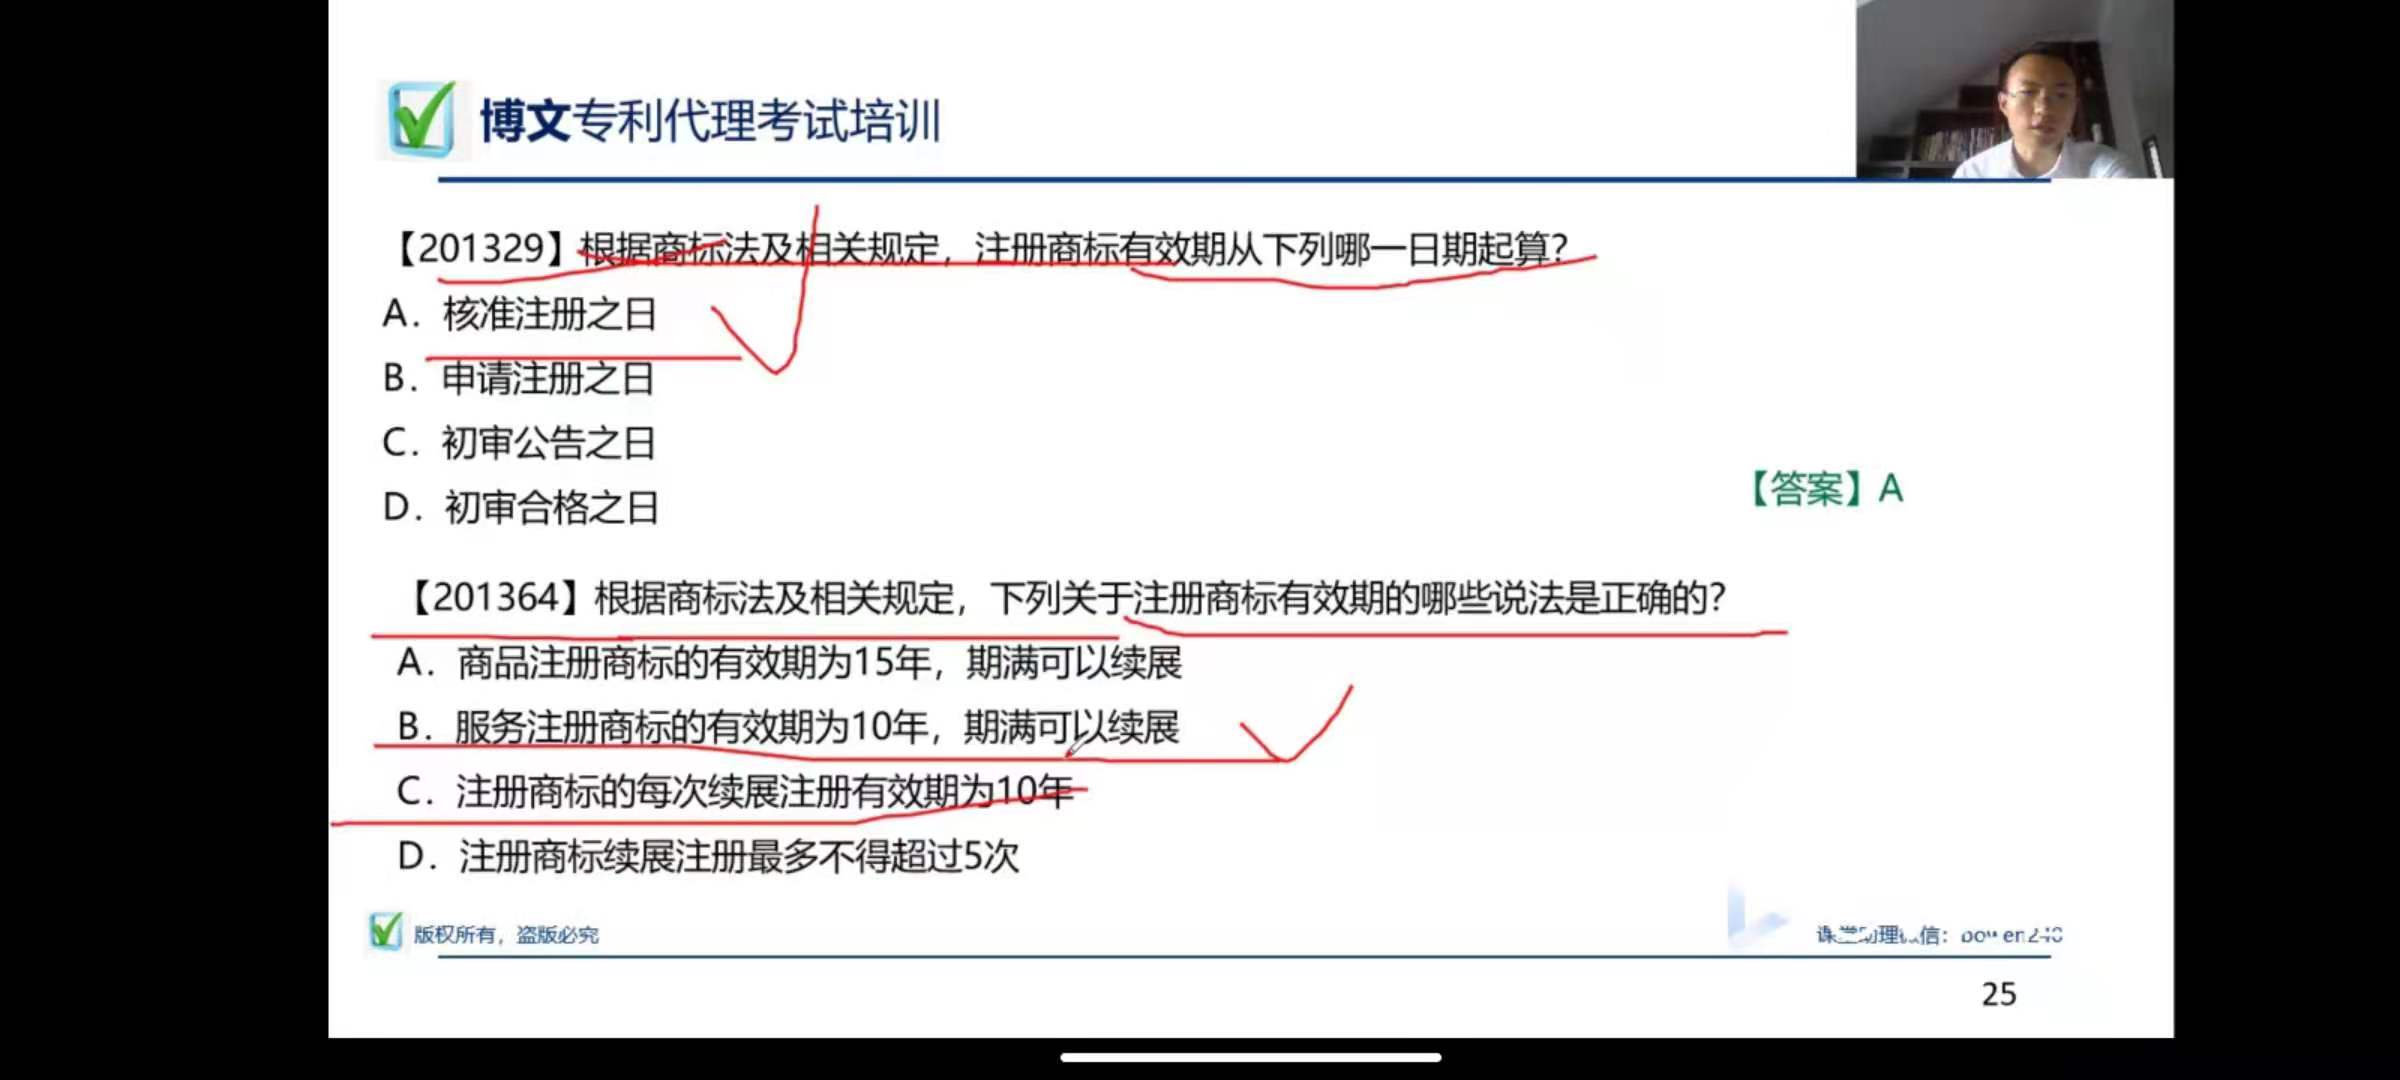 博文专利代理考试培训
【201329】根据商标法及相关规定，注册商标有效期从下列哪一日期起算？
A．核准注册之日
B．申请注册之日
C．初审公告之日
D．初审合格之日
【答案】A
【201364】根据商标法及相关规定，下列关于注册商标有效期的哪些说法是正确的？
A．商品注册商标的有效期为15年，期满可以续展
B．服务注册商标的有效期为10年，期满可以续展
C．注册商标的每次续展注册有效期为10年
D．注册商标续展注册最多不得超过5次
版权所有，盗版必究
信：
25